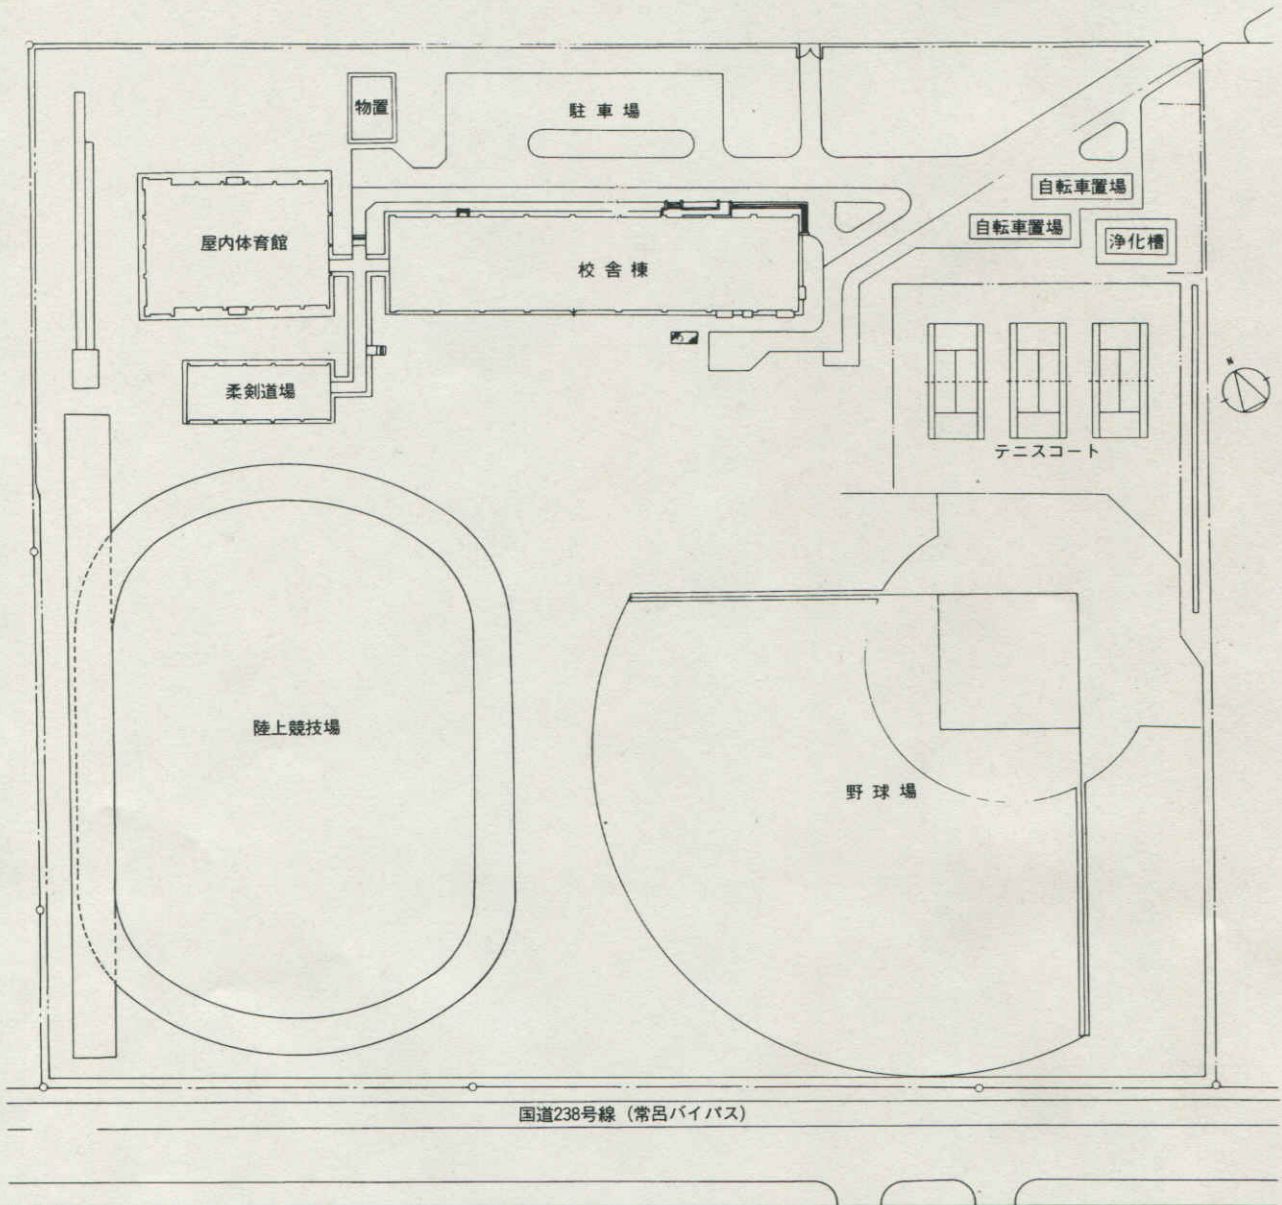 物置
駐車場
自転車置場
自転車置場
浄化槽
屋内体育館
校舎棟
柔剣道場
N
テニスコート
陸上競技場
野球場
国道238号線（常呂バイパス）